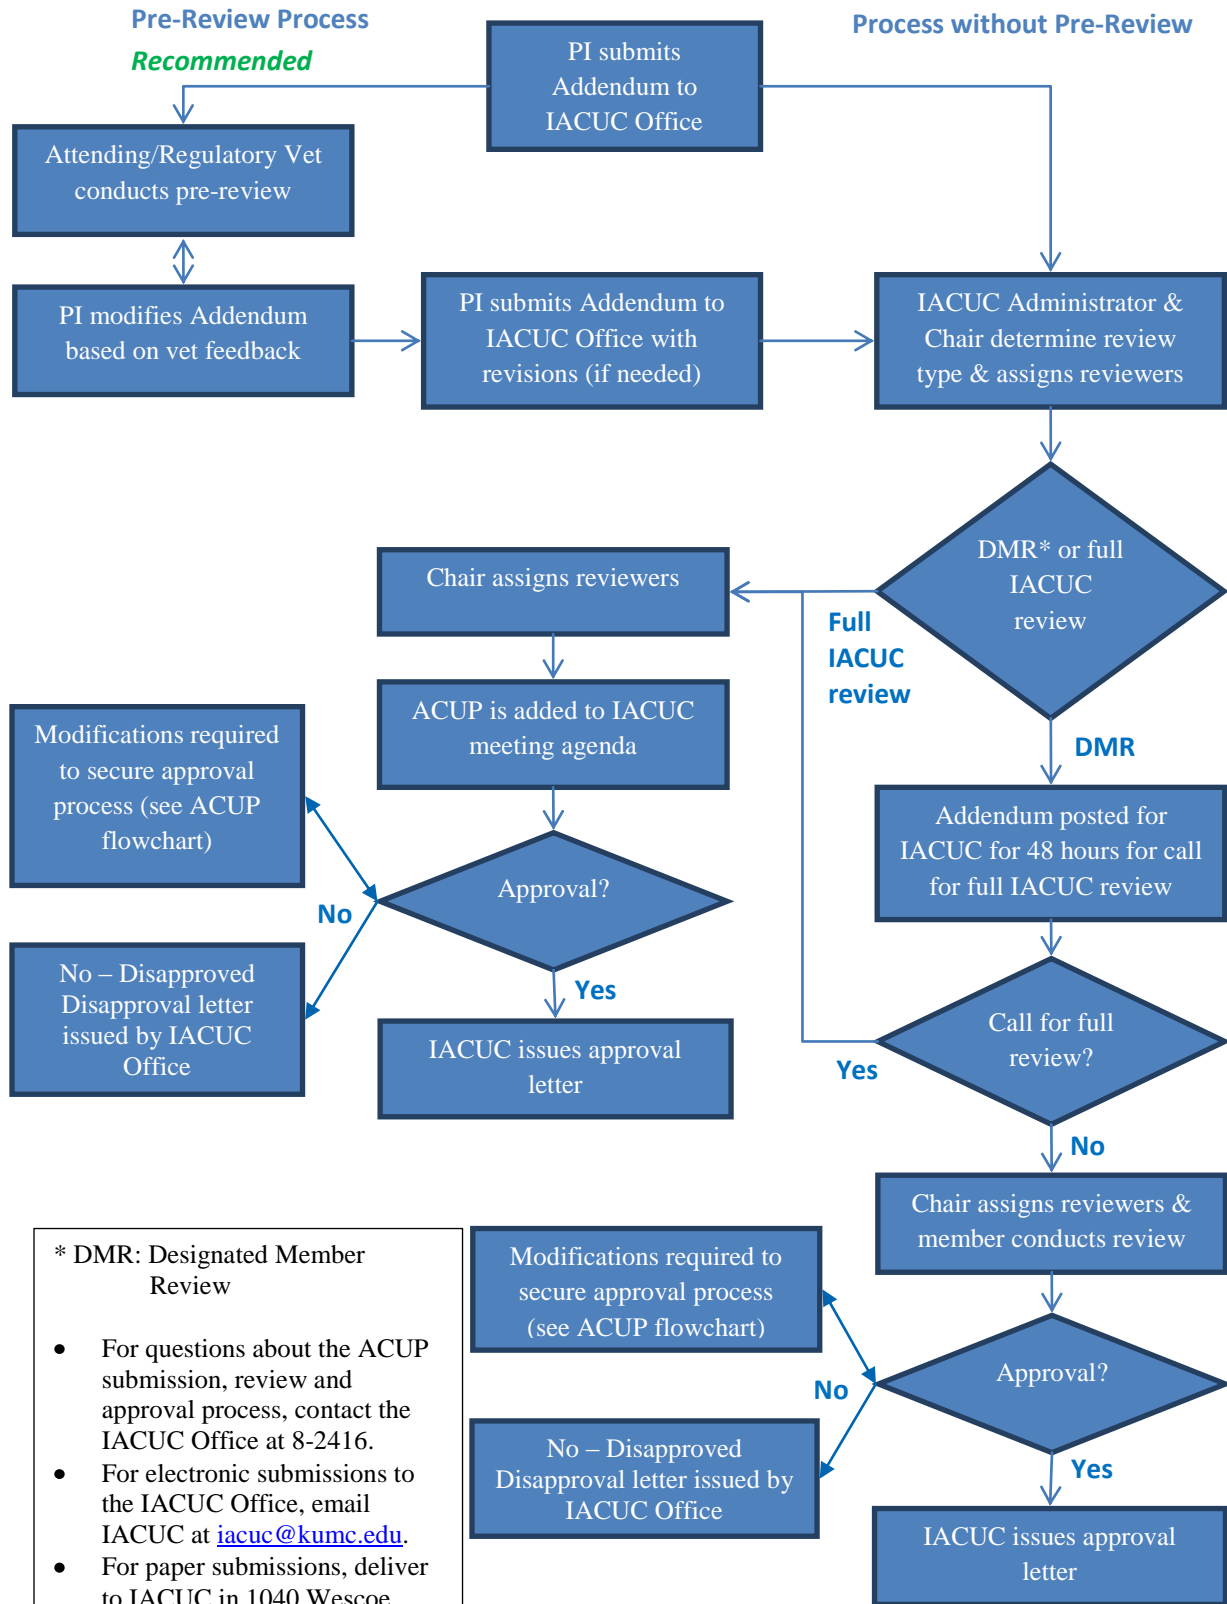 Pre-Review Process
Recommended
Process without Pre-Review
PI submits
Addendum to
IACUC Office
Attending/Regulatory Vet
conducts pre-review
PI modifies Addendum
based on vet feedback
PI submits Addendum to
IACUC Office with
revisions (if needed)
IACUC Administrator &
Chair determine review
type & assigns reviewers
DMR* or full
IACUC
review
Full
IACUC
review
DMR
Chair assigns reviewers
ACUP is added to IACUC
meeting agenda
Modifications required
to secure approval
process (see ACUP
flowchart)
Approval?
No
Yes
No – Disapproved
Disapproval letter
issued by IACUC
Office
IACUC issues approval
letter
Addendum posted for
IACUC for 48 hours for call
for full IACUC review
Call for full
review?
Yes
No
Chair assigns reviewers &
member conducts review
Modifications required to
secure approval process
(see ACUP flowchart)
Approval?
No
Yes
No – Disapproved
Disapproval letter issued by
IACUC Office
IACUC issues approval
letter
* DMR: Designated Member
Review
• For questions about the ACUP
submission, review and
approval process, contact the
IACUC Office at 8-2416.
• For electronic submissions to
the IACUC Office, email
IACUC at iacuc@kumc.edu.
• For paper submissions, deliver
to IACUC in 1040 Wescoe